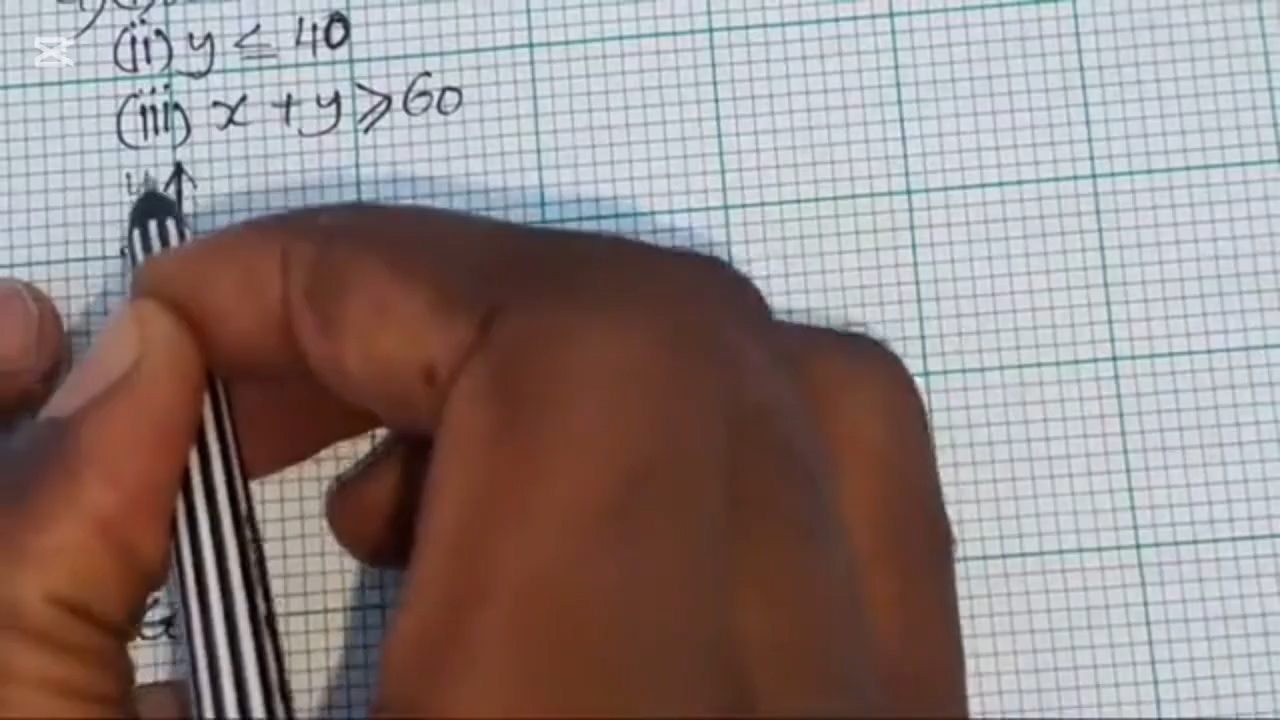 (ii) y ≤ 40
(iii) x + y ⩾ 60